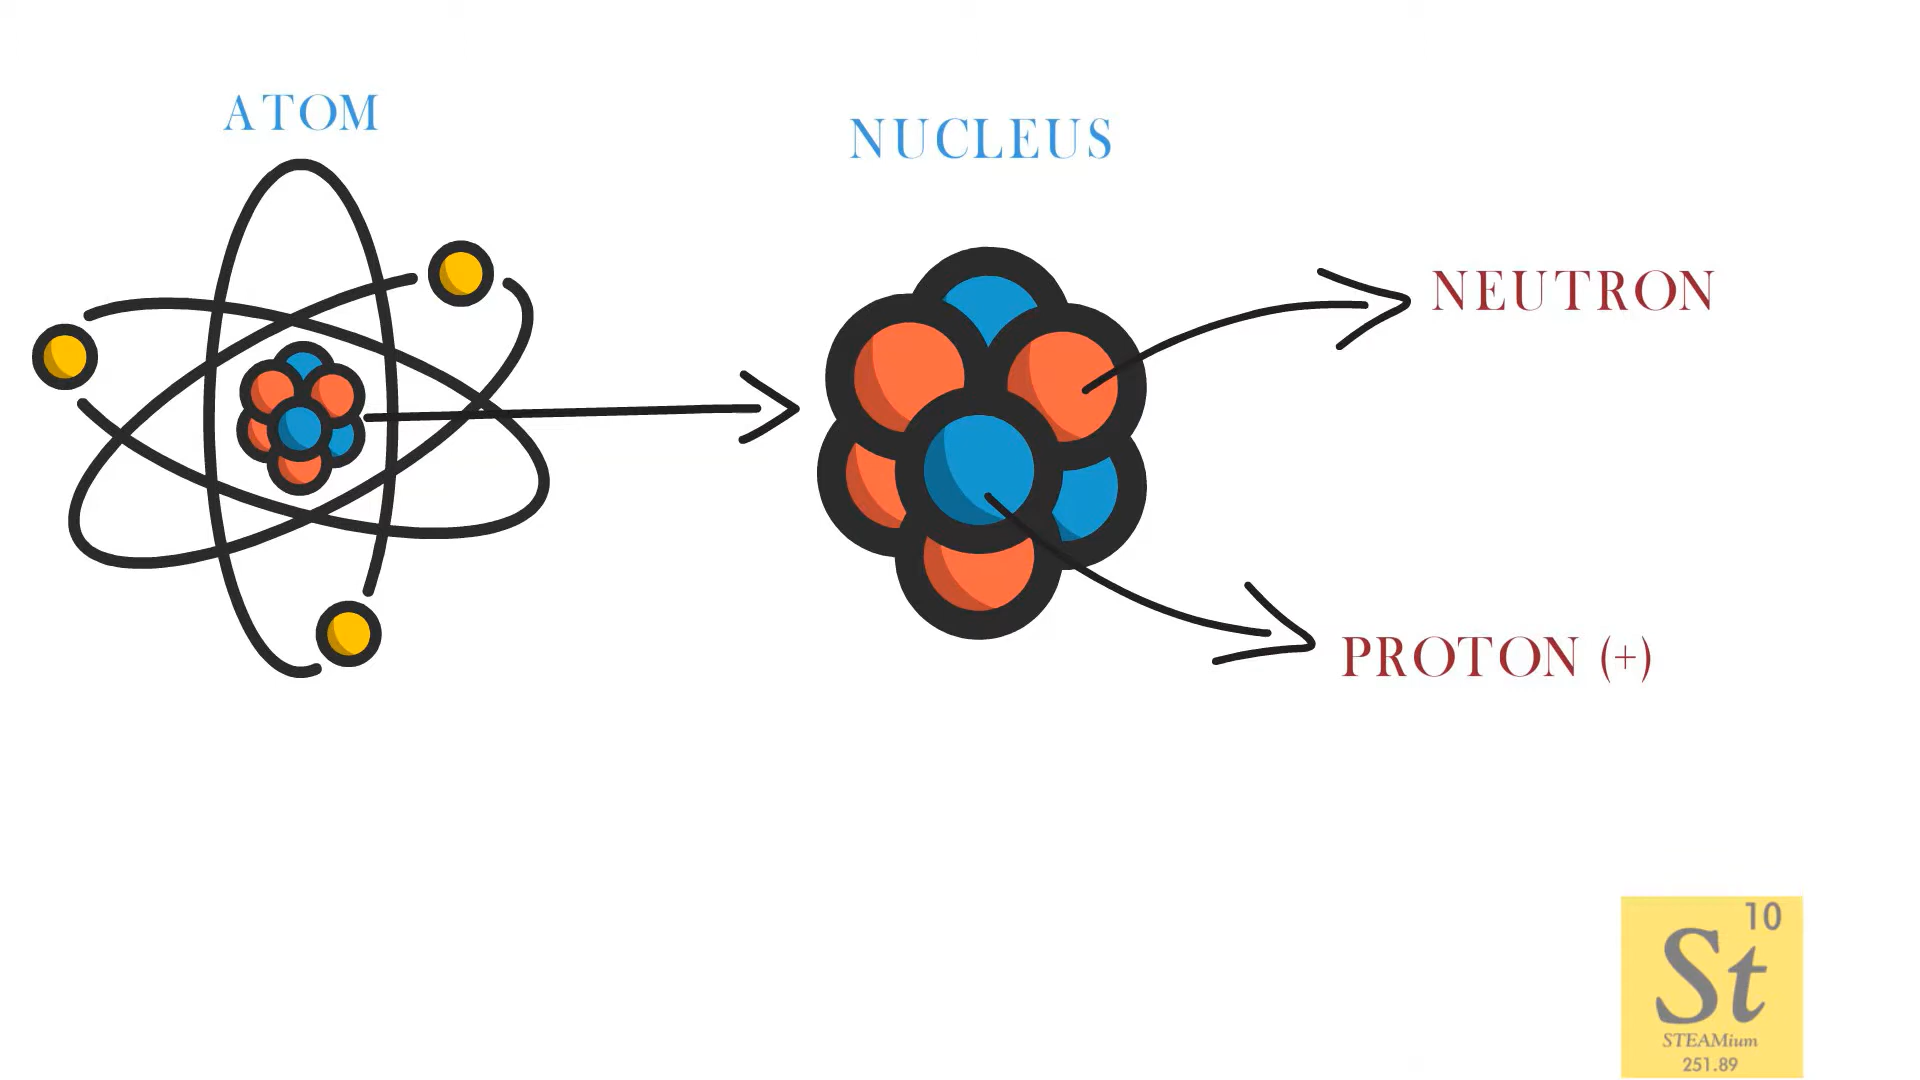 ATOM
NUCLEUS
NEUTRON
PROTON (+)
10
St
STEAMium
251.89